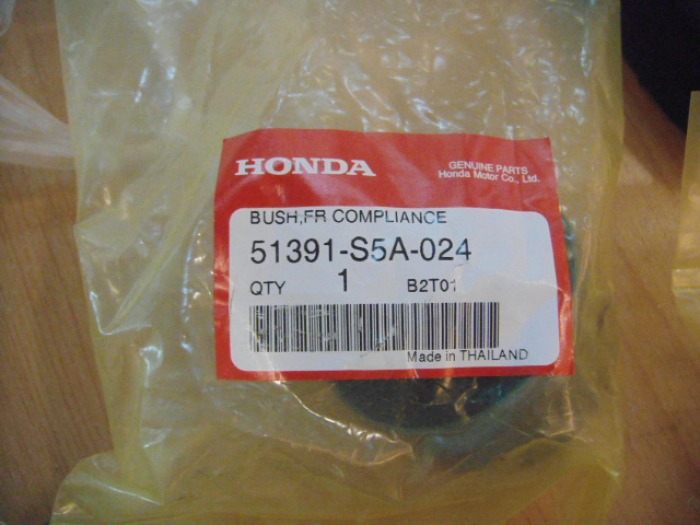 HONDA
GENUINE PARTS
Honda Motor Co., Ltd.
BUSH,FR COMPLIANCE
51391-S5A-024
QTY 1 B2T01
Made in THAILAND